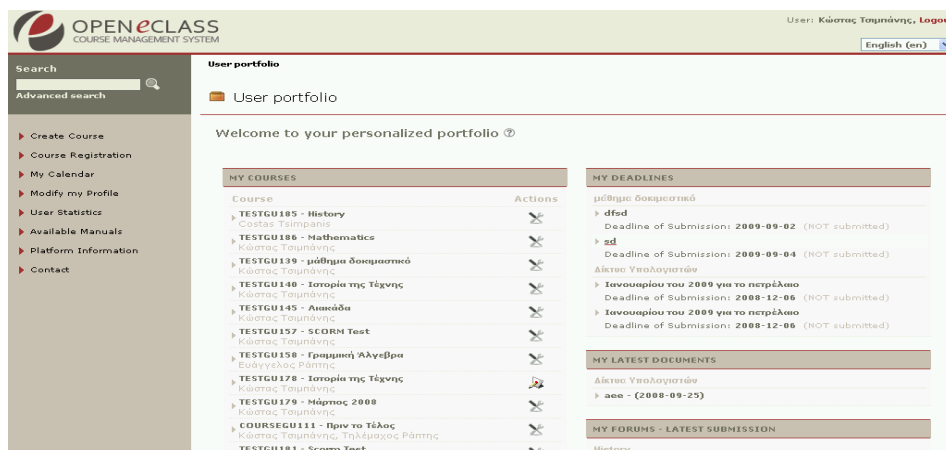 OPEN eCLASS
COURSE MANAGEMENT SYSTEM
User: Κώστας Τσιμπάνης, Logou
English (en)
Search
Advanced search
Create Course
Course Registration
My Calendar
Modify my Profile
User Statistics
Available Manuals
Platform Information
Contact
User portfolio
User portfolio
Welcome to your personalized portfolio
MY COURSES
Course Actions
TESTGU185 - History
Costas Tsimpanis
TESTGU186 - Mathematics
Κώστας Τσιμπάνης
TESTGU139 - μάθημα δοκιμαστικό
Κώστας Τσιμπάνης
TESTGU140 - Ιστορία της Τέχνης
Κώστας Τσιμπάνης
TESTGU145 - Λιακάδα
Κώστας Τσιμπάνης
TESTGU157 - SCORM Test
Κώστας Τσιμπάνης
TESTGU158 - Γραμμική Άλγεβρα
Ευάγγελος Ράπτης
TESTGU178 - Ιστορία της Τέχνης
Κώστας Τσιμπάνης
TESTGU179 - Μάρτιος 2008
Κώστας Τσιμπάνης
COURSEGU111 - Πριν το Τέλος
Κώστας Τσιμπάνης, Τηλέμαχος Ράπτης
TESTGU181 - Scorm Test
MY DEADLINES
μάθημα δοκιμαστικό
dfsd
Deadline of Submission: 2009-09-02 (NOT submitted)
sd
Deadline of Submission: 2009-09-04 (NOT submitted)
Δίκτυα Υπολογιστών
Ιανουαρίου του 2009 για το πετρέλαιο
Deadline of Submission: 2008-12-06 (NOT submitted)
Ιανουαρίου του 2009 για το πετρέλαιο
Deadline of Submission: 2008-12-06 (NOT submitted)
MY LATEST DOCUMENTS
Δίκτυα Υπολογιστών
aee - (2008-09-25)
MY FORUMS - LATEST SUBMISSION
History